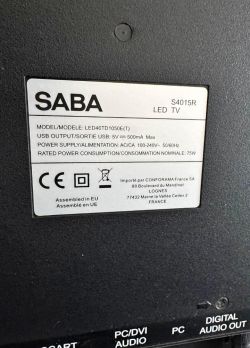 SABA
S4015R
LED TV
MODEL/MODELE: LED40TD1050E(T)
USB OUTPUT/SORTIE USB: 5V 500mA Max
POWER SUPPLY/ALIMENTATION: AC/CA 100-240V~ 50/60Hz
RATED POWER CONSUMPTION/CONSOMMATION NOMINALE: 75W
CE
Importé par CONFORAMA France SA
80 Boulevard du Mandinet
LOGNES
77432 Marne la Vallée Cedex 2
FRANCE
Assembled in EU
Assemblé en UE
SCART
PC/DVI AUDIO
PC
DIGITAL AUDIO OUT